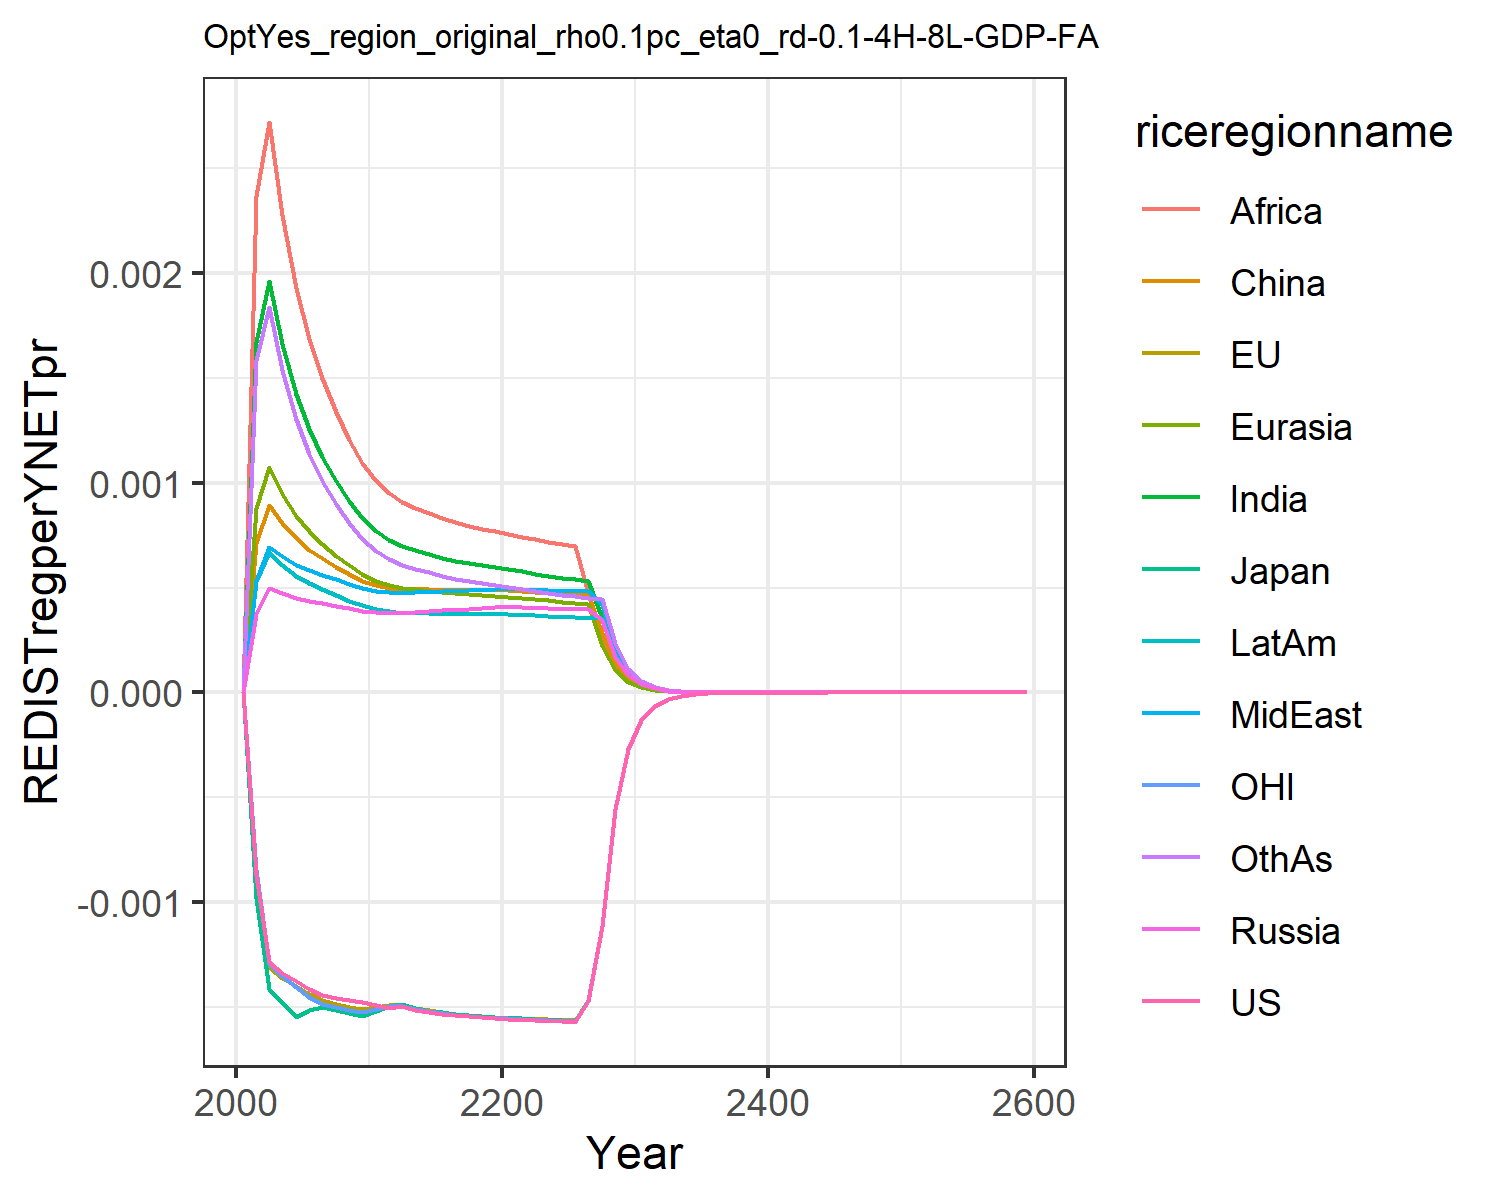 OptYes_region_original_rho0.1pc_eta0_rd-0.1-4H-8L-GDP-FA
REDISTregperYNETpr
0.002
0.001
0.000
-0.001
2000
2200
2400
2600
Year
riceregionname
Africa
China
EU
Eurasia
India
Japan
LatAm
MidEast
OHI
OthAs
Russia
US